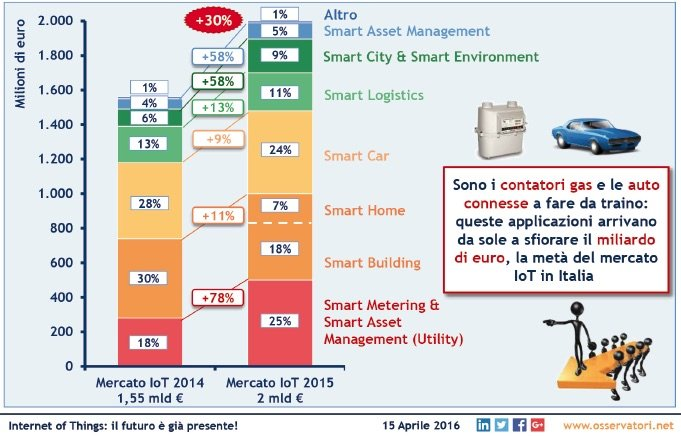 Milioni di euro
2.000
1.800
1.600
1.400
1.200
1.000
800
600
400
200
0
1%
4%
6%
13%
28%
30%
18%
Mercato IoT 2014
1,55 mld €
+30%
+58%
+58%
+13%
+9%
+11%
+78%
1%
5%
9%
11%
24%
7%
18%
25%
Mercato IoT 2015
2 mld €
Altro
Smart Asset Management
Smart City & Smart Environment
Smart Logistics
Smart Car
Smart Home
Smart Building
Smart Metering &
Smart Asset
Management (Utility)
Sono i contatori gas e le auto
connesse a fare da traino:
queste applicazioni arrivano
da sole a sfiorare il miliardo
di euro, la metà del mercato
IoT in Italia
Internet of Things: il futuro è già presente!
15 Aprile 2016
www.osservatori.net